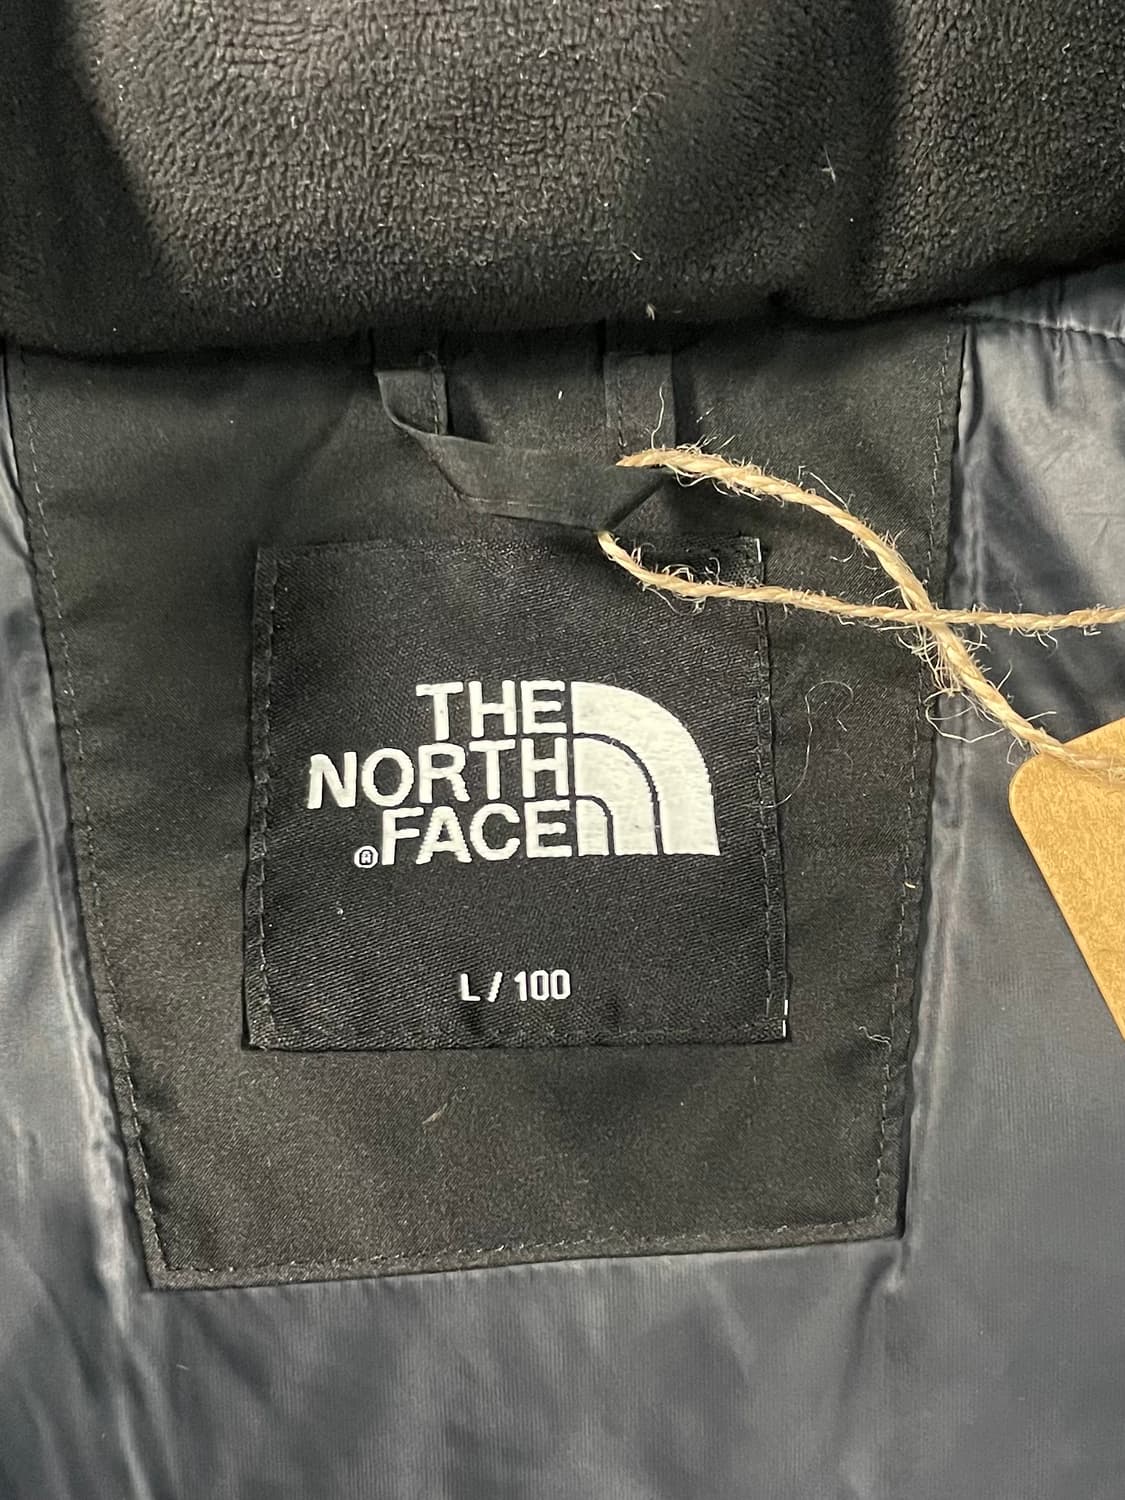 THE
NORTH
®FACE
L / 100